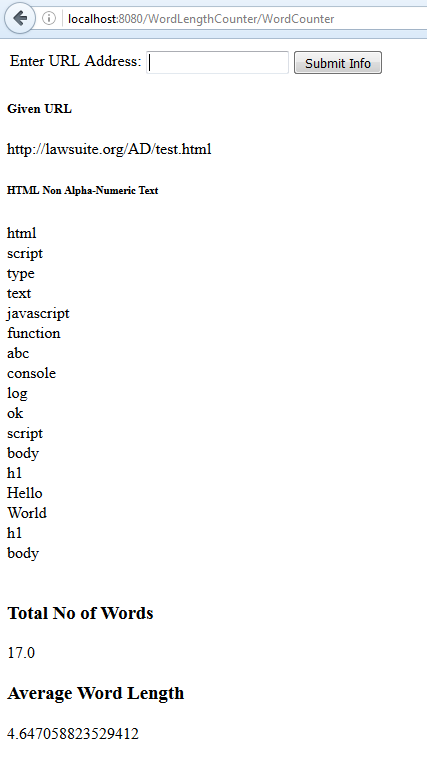 localhost:8080/WordLengthCounter/WordCounter
Enter URL Address: Submit Info
Given URL
http://lawsuite.org/AD/test.html
HTML Non Alpha-Numeric Text
html
script
type
text
javascript
function
abc
console
log
ok
script
body
h1
Hello
World
h1
body
Total No of Words
17.0
Average Word Length
4.647058823529412